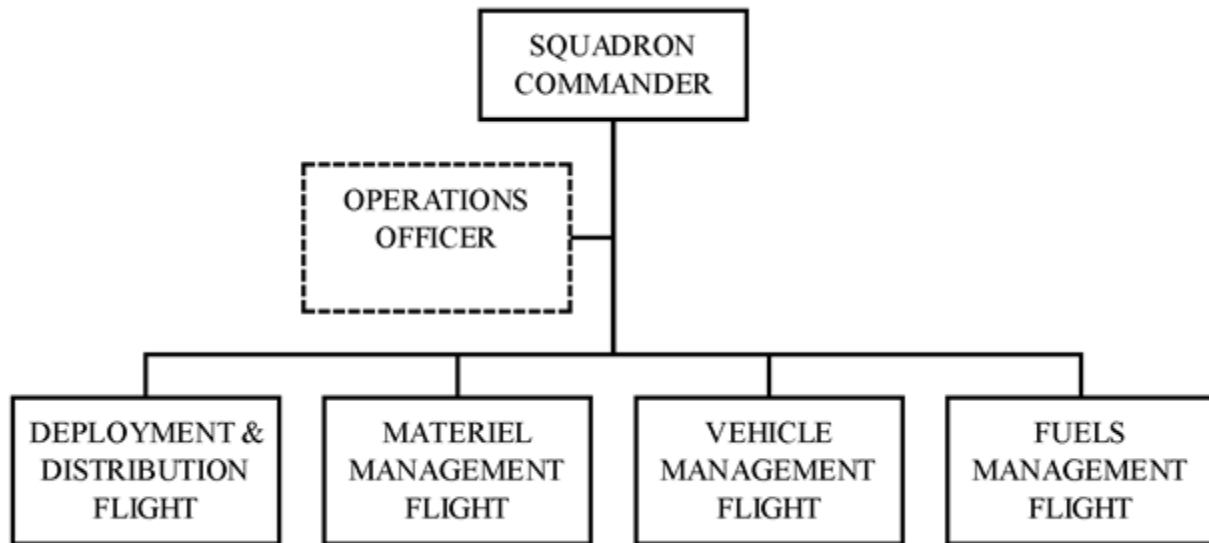 SQUADRON
COMMANDER
OPERATIONS
OFFICER
DEPLOYMENT &
DISTRIBUTION
FLIGHT
MATERIEL
MANAGEMENT
FLIGHT
VEHICLE
MANAGEMENT
FLIGHT
FUELS
MANAGEMENT
FLIGHT